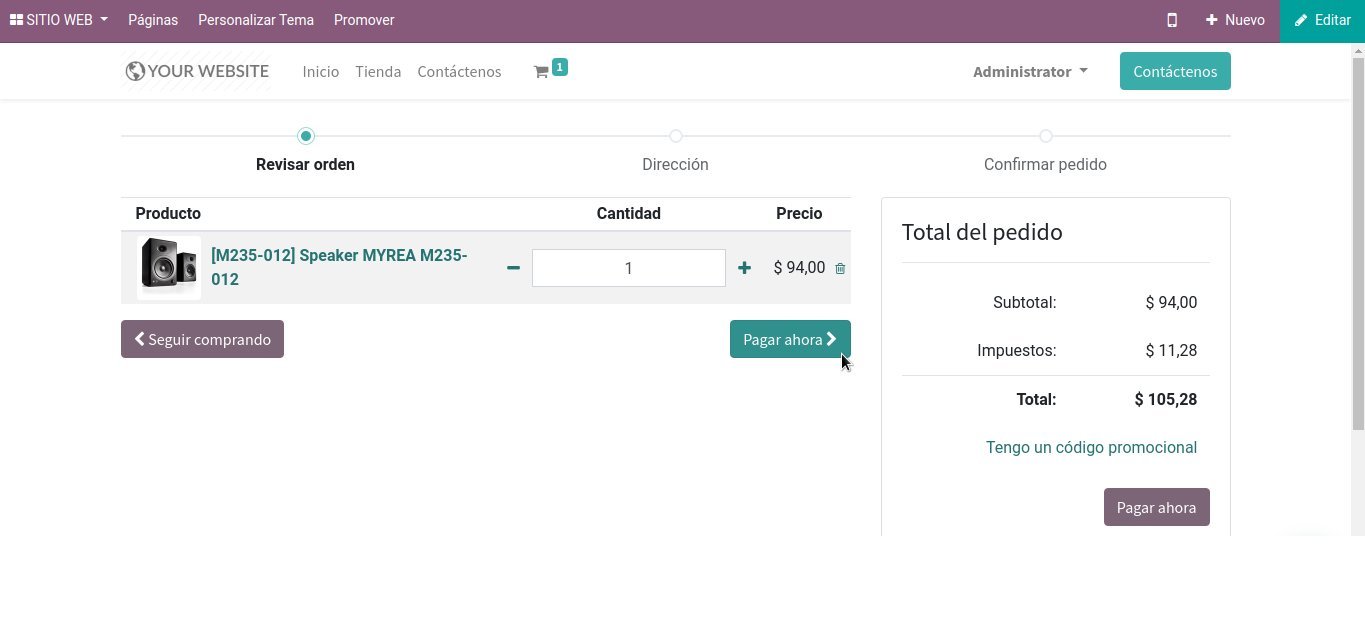 SITIO WEB Páginas Personalizar Tema Promover Nuevo Editar
YOUR WEBSITE Inicio Tienda Contáctenos 1 Administrator Contáctenos
Revisar orden Dirección Confirmar pedido
Producto Cantidad Precio
[M235-012] Speaker MYREA M235-
012
1 $ 94,00
Seguir comprando Pagar ahora
Total del pedido
Subtotal: $ 94,00
Impuestos: $ 11,28
Total: $ 105,28
Tengo un código promocional
Pagar ahora